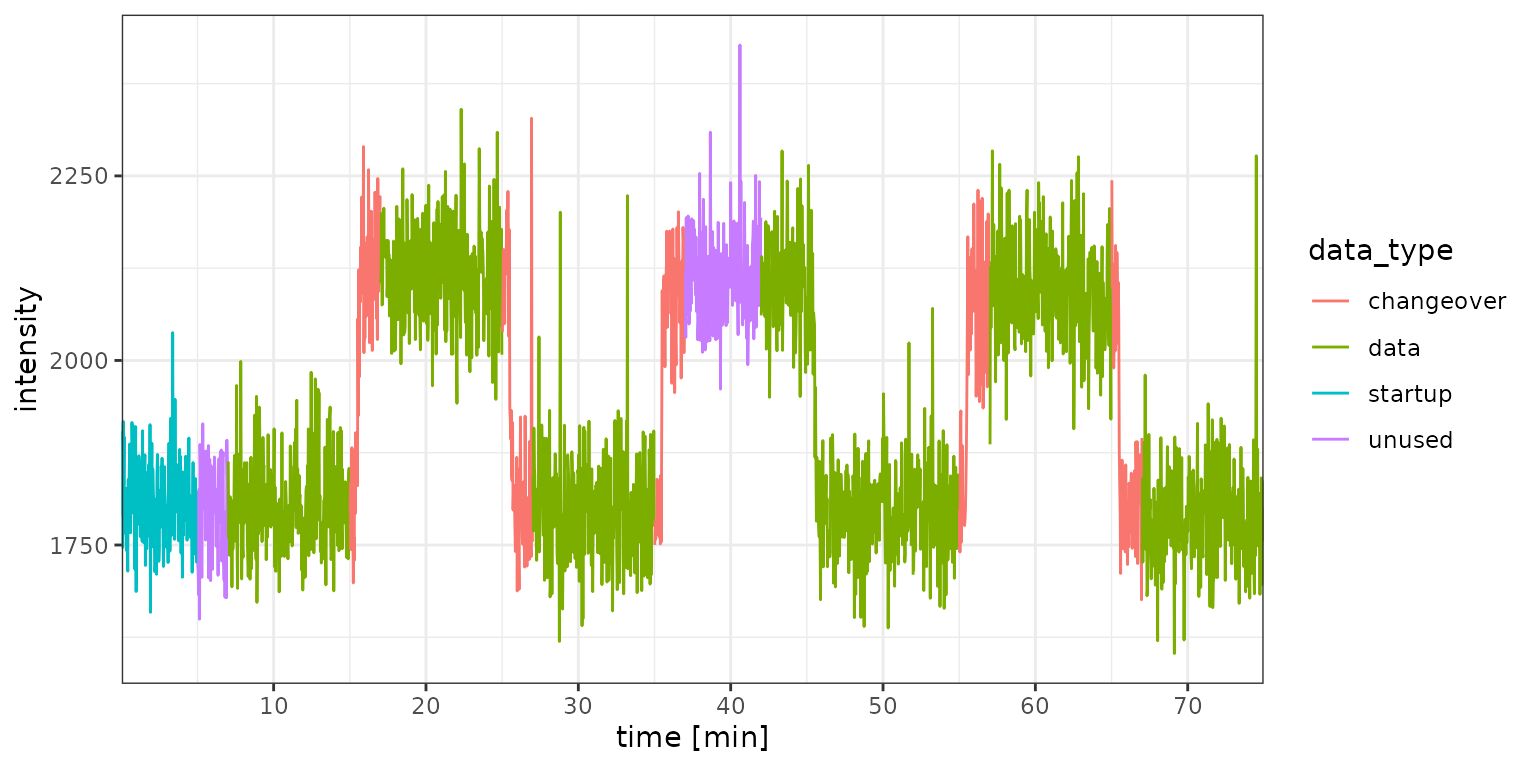 intensity
2250
2000
1750
10 20 30 40 50 60 70
time [min]
data_type
changeover
data
startup
unused